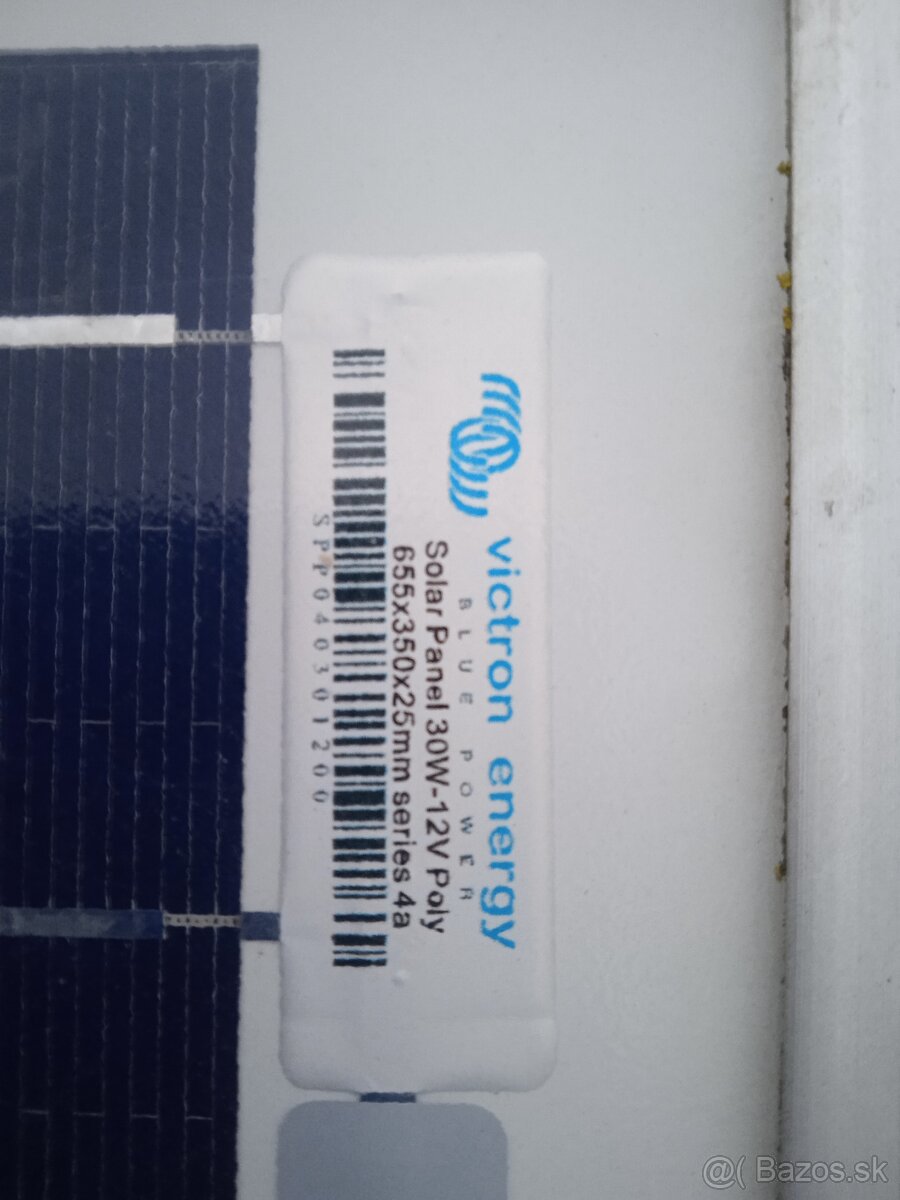 victron energy
BLUE POWER
Solar Panel 30W-12V Poly
655x350x25mm series 4a
SPP040301200
@( Bazos.sk